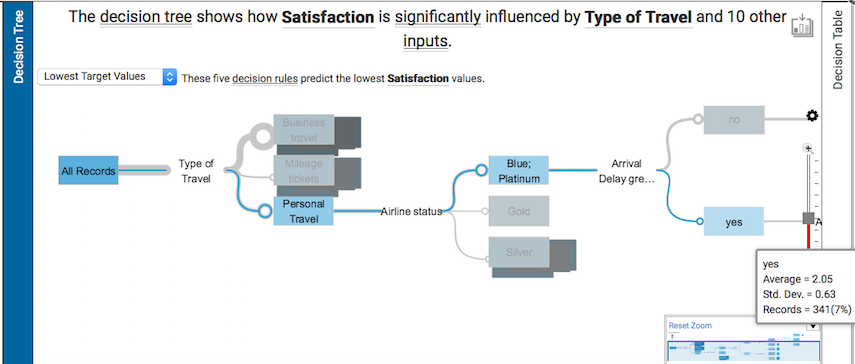 The decision tree shows how Satisfaction is significantly influenced by Type of Travel and 10 other
inputs.
Decision Tree
Decision Table
Lowest Target Values
These five decision rules predict the lowest Satisfaction values.
All Records
Type of
Travel
Business
travel
Mileage
tickets
Personal
Travel
Airline status
Blue;
Platinum
Gold
Silver
Arrival
Delay gre...
no
yes
A
yes
Average = 2.05
Std. Dev. = 0.63
Records = 341(7%)
Reset Zoom